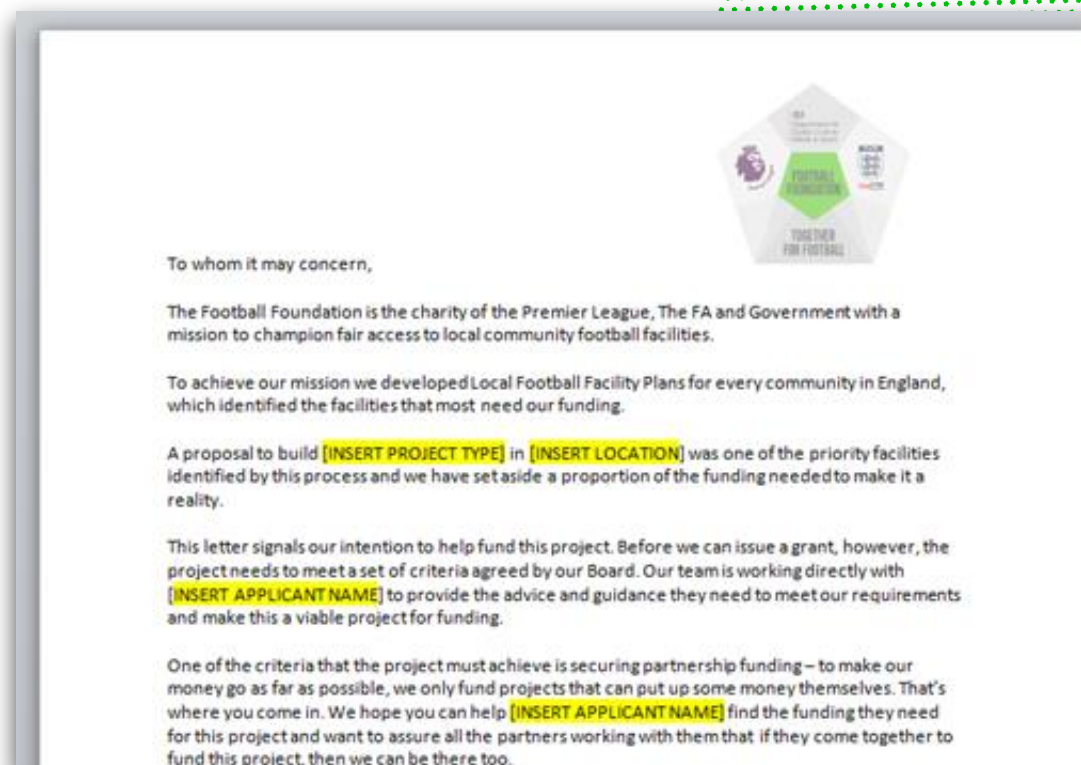 FOOTBALL
FOUNDATION
TOGETHER
FOR FOOTBALL
To whom it may concern,
The Football Foundation is the charity of the Premier League, The FA and Government with a
mission to champion fair access to local community football facilities.
To achieve our mission we developed Local Football Facility Plans for every community in England,
which identified the facilities that most need our funding.
A proposal to build [INSERT PROJECT TYPE] in [INSERT LOCATION] was one of the priority facilities
identified by this process and we have set aside a proportion of the funding needed to make it a
reality.
This letter signals our intention to help fund this project. Before we can issue a grant, however, the
project needs to meet a set of criteria agreed by our Board. Our team is working directly with
[INSERT APPLICANT NAME] to provide the advice and guidance they need to meet our requirements
and make this a viable project for funding.
One of the criteria that the project must achieve is securing partnership funding – to make our
money go as far as possible, we only fund projects that can put up some money themselves. That's
where you come in. We hope you can help [INSERT APPLICANT NAME] find the funding they need
for this project and want to assure all the partners working with them that if they come together to
fund this project, then we can be there too.